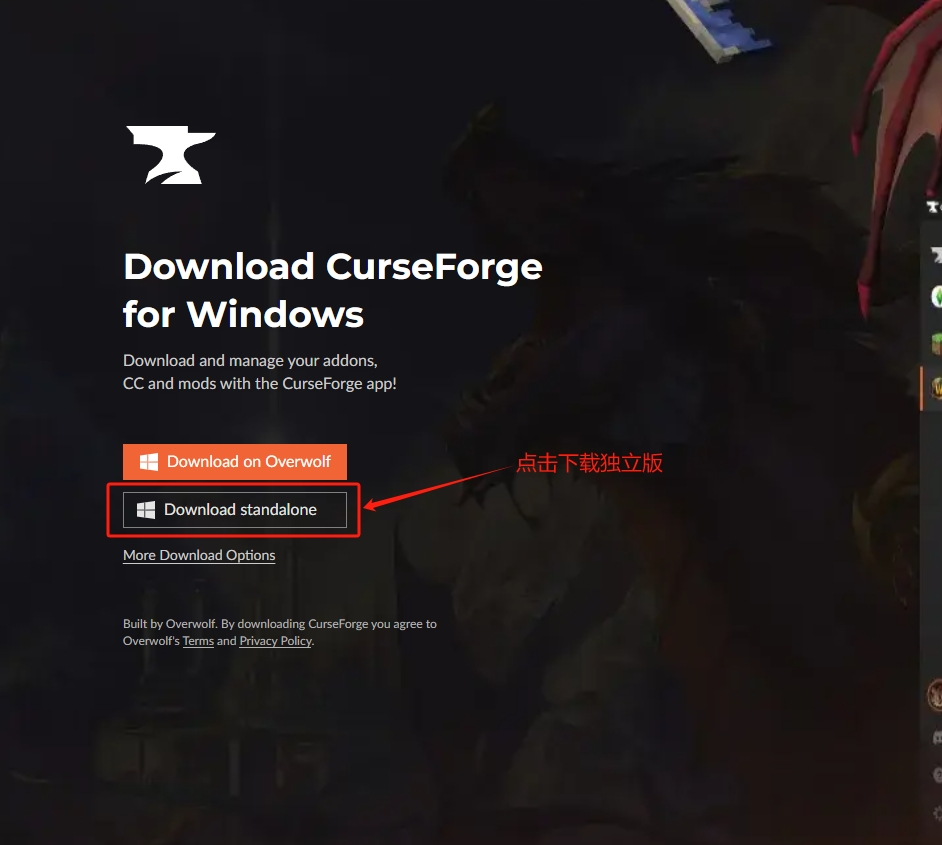 Download CurseForge
for Windows
Download and manage your addons,
CC and mods with the CurseForge app!
Download on Overwolf
点击下载独立版
Download standalone
More Download Options
Built by Overwolf. By downloading CurseForge you agree to
Overwolf's Terms and Privacy Policy.